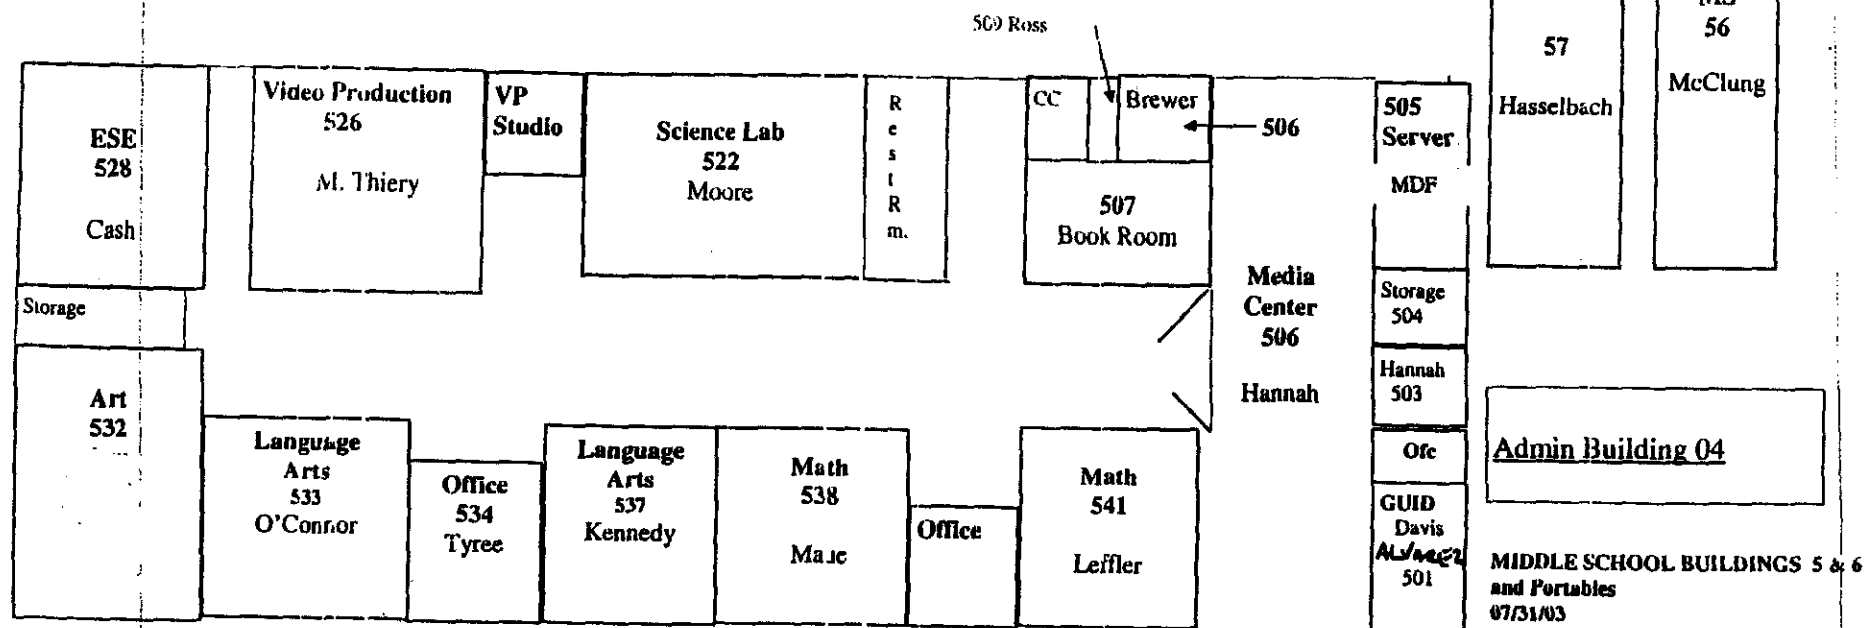 509 Ross
57
Hasselbach
56
McClung
ESE
528
Cash
Video Production
526
M. Thiery
VP
Studio
Science Lab
522
Moore
R
e
s
t
R
m.
CC
Brewer
506
507
Book Room
505
Server
MDF
Storage
Media
Center
506
Hannah
Storage
504
Hannah
503
Art
532
Language
Arts
533
O'Connor
Office
534
Tyree
Language
Arts
537
Kennedy
Math
538
Office
Math
541
Leffler
Ofc
GUID
Davis
501
Admin Building 04
MIDDLE SCHOOL BUILDINGS 5 & 6
and Portables
07/31/03